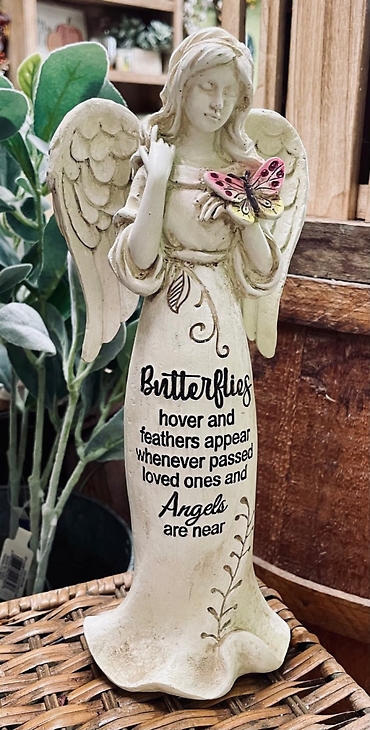 Butterflies
hover and
feathers appear
whenever passed
loved ones and
Angels
are near